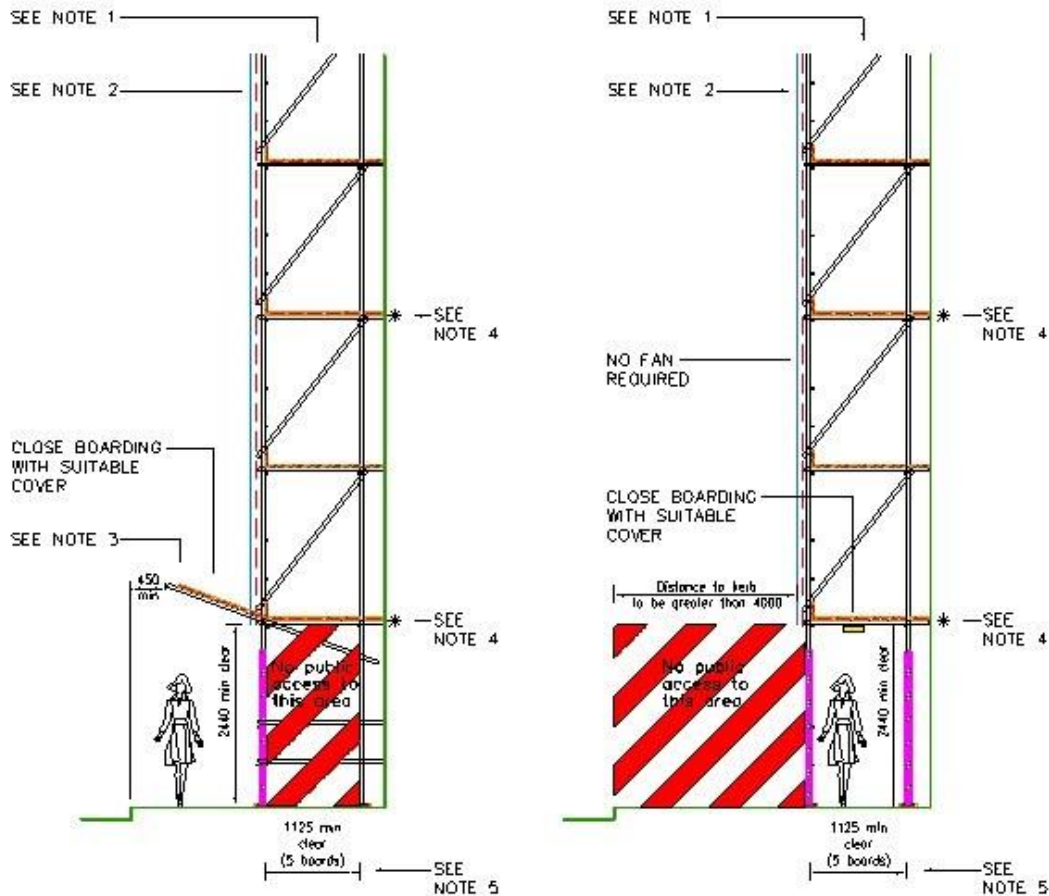 SEE NOTE 1
SEE NOTE 2
SEE
NOTE 4
CLOSE BOARDING
WITH SUITABLE
COVER
SEE NOTE 3
450
min
SEE
NOTE 4
2440 min clear
No public
access to
this area
1125 min
clear
(5 boards)
SEE
NOTE 5
SEE NOTE 1
SEE NOTE 2
SEE
NOTE 4
NO FAN
REQUIRED
CLOSE BOARDING
WITH SUITABLE
COVER
Distance to kerb
to be greater than 4000
SEE
NOTE 4
No public
access to
this area
2440 min clear
1125 min
clear
(5 boards)
SEE
NOTE 5